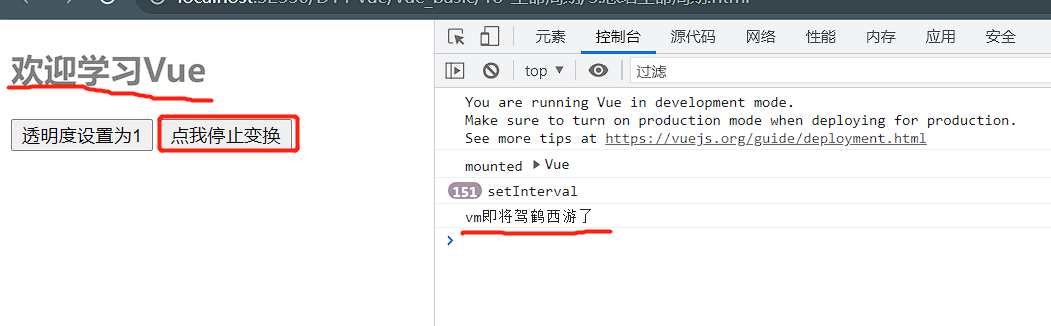 元素
控制台
源代码
网络
性能
内存
应用
安全
top
过滤
欢迎学习Vue
透明度设置为1
点我停止变换
You are running Vue in development mode.
Make sure to turn on production mode when deploying for production.
See more tips at https://vuejs.org/guide/deployment.html
mounted Vue
151 setInterval
vm即将驾鹤西游了